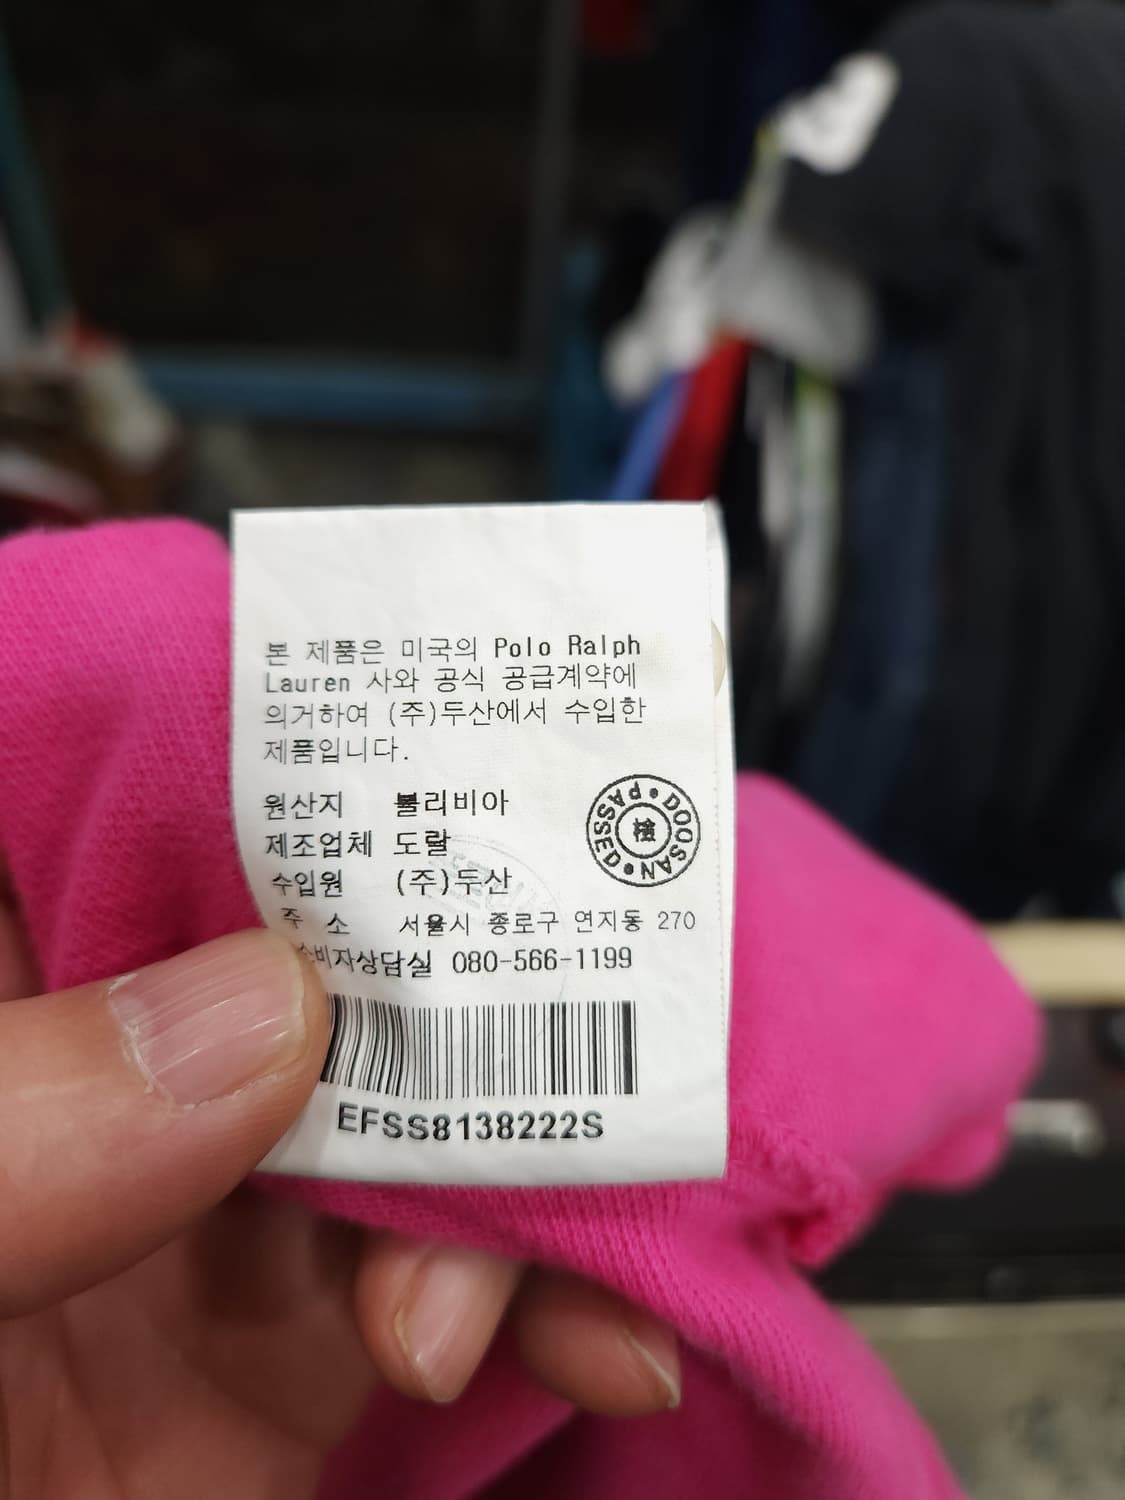 본 제품은 미국의 Polo Ralph
Lauren 사와 공식 공급계약에
의거하여 (주)두산에서 수입한
제품입니다.
원산지 볼리비아
제조업체 도랄
수입원 (주)두산
주 소 서울시 종로구 연지동 270
소비자상담실 080-566-1199
DOOSAN • PASSED •
檢
EFSS8138222S